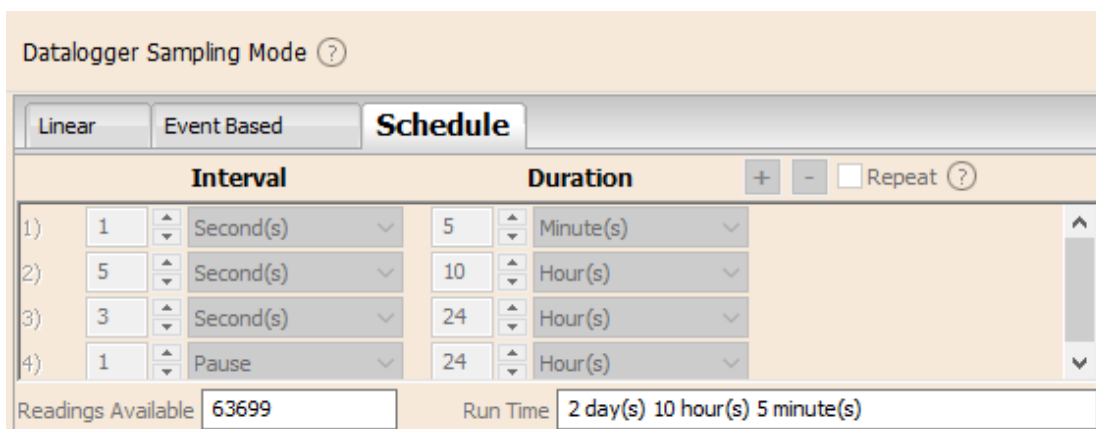 Datalogger Sampling Mode ?
Linear Event Based Schedule
Interval Duration + - Repeat ?
1) 1 Second(s) 5 Minute(s)
2) 5 Second(s) 10 Hour(s)
3) 3 Second(s) 24 Hour(s)
4) 1 Pause 24 Hour(s)
Readings Available 63699 Run Time 2 day(s) 10 hour(s) 5 minute(s)